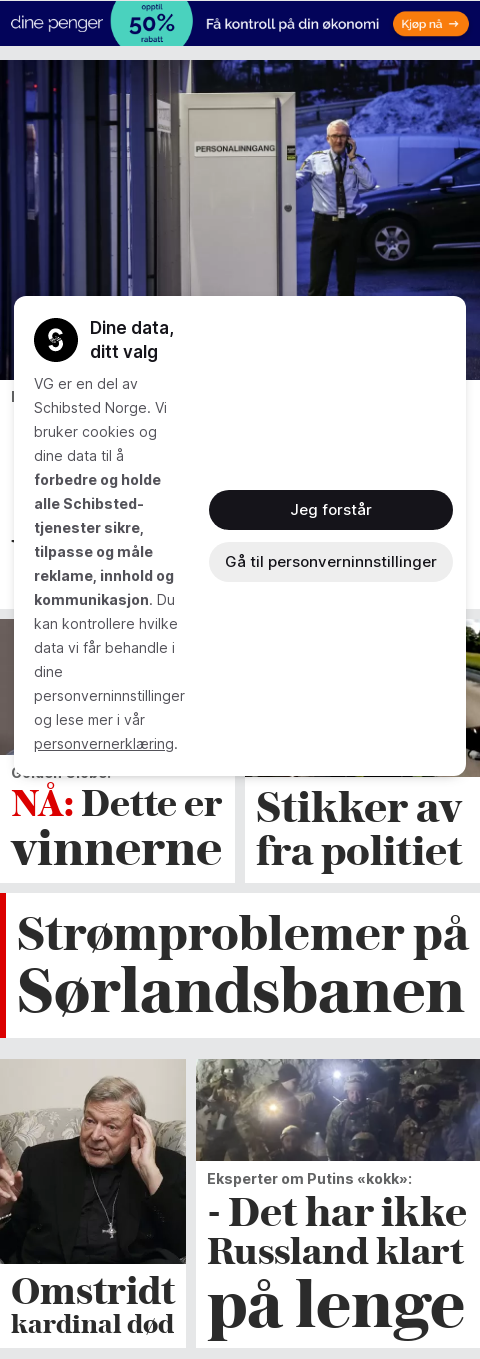 dine penger
opptil
50%
rabatt
Få kontroll på din økonomi
Kjøp nå →
PERSONALINNGANG
Dine data,
ditt valg
VG er en del av
Schibsted Norge. Vi
bruker cookies og
dine data til å
forbedre og holde
alle Schibsted-
tjenester sikre,
tilpasse og måle
reklame, innhold og
kommunikasjon. Du
kan kontrollere hvilke
data vi får behandle i
dine
personverninnstillinger
og lese mer i vår
personvernerklæring.
Jeg forstår
Gå til personverninnstillinger
Golden Globe:
NÅ: Dette er
vinnerne
Stikker av
fra politiet
Strømproblemer på
Sørlandsbanen
Omstridt
kardinal død
Eksperter om Putins «kokk»:
- Det har ikke
Russland klart
på lenge